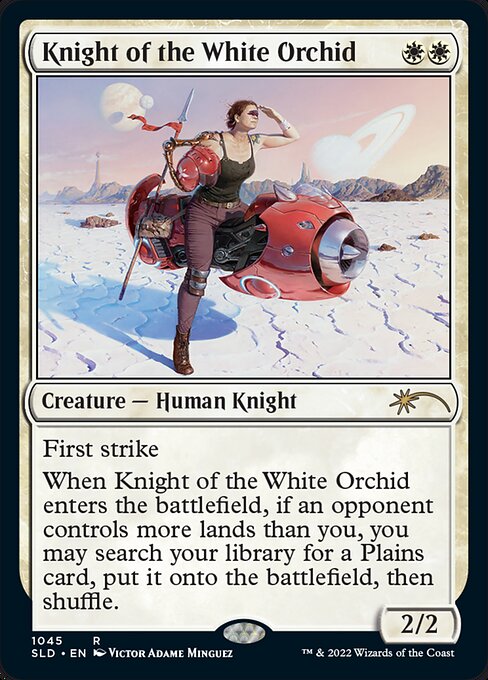 Knight of the White Orchid
Creature — Human Knight
First strike
When Knight of the White Orchid
enters the battlefield, if an opponent
controls more lands than you, you
may search your library for a Plains
card, put it onto the battlefield, then
shuffle.
2/2
1045 R
SLD • EN Victor Adame Minguez
™ & © 2022 Wizards of the Coast